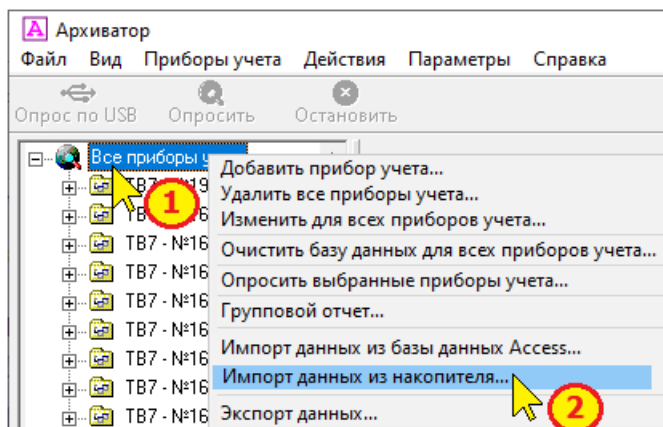 Архиватор
Файл Вид Приборы учета Действия Параметры Справка
Опрос по USB Опросить Остановить
Все приборы у
ТВ7 - №19
1
ТВ7 - №16
ТВ7 - №16
ТВ7 - №16
ТВ7 - №16
ТВ7 - №16
ТВ7 - №16
ТВ7 - №16
ТВ7 - №16
Добавить прибор учета...
Удалить все приборы учета...
Изменить для всех приборов учета...
Очистить базу данных для всех приборов учета...
Опросить выбранные приборы учета...
Групповой отчет...
Импорт данных из базы данных Access...
Импорт данных из накопителя...
2
Экспорт данных...